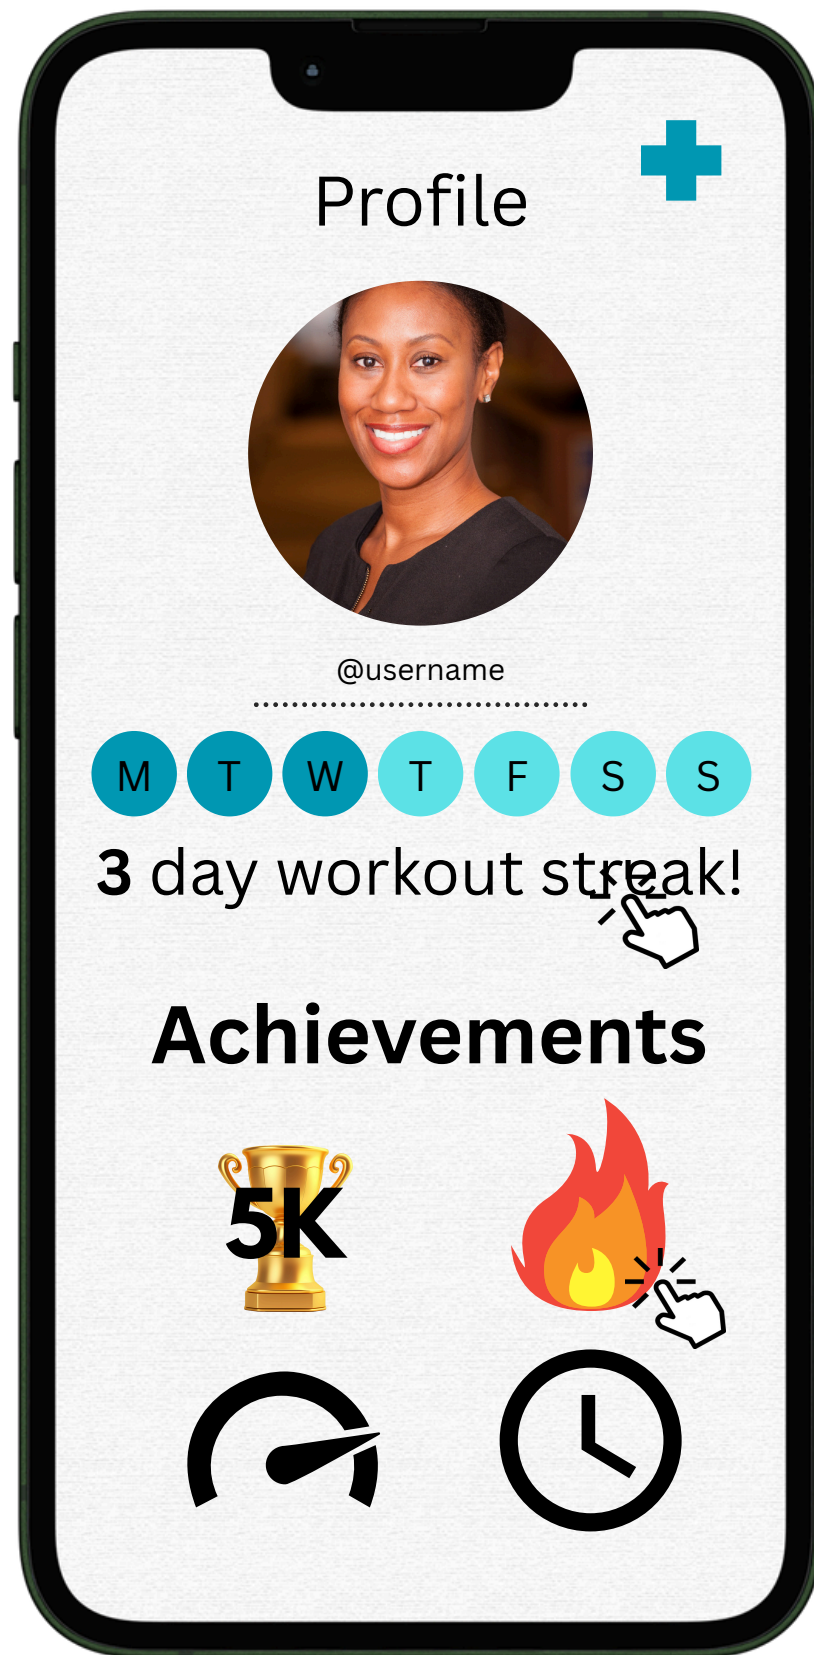 Profile
@username
M T W T F S S
3 day workout streak!
Achievements
5K